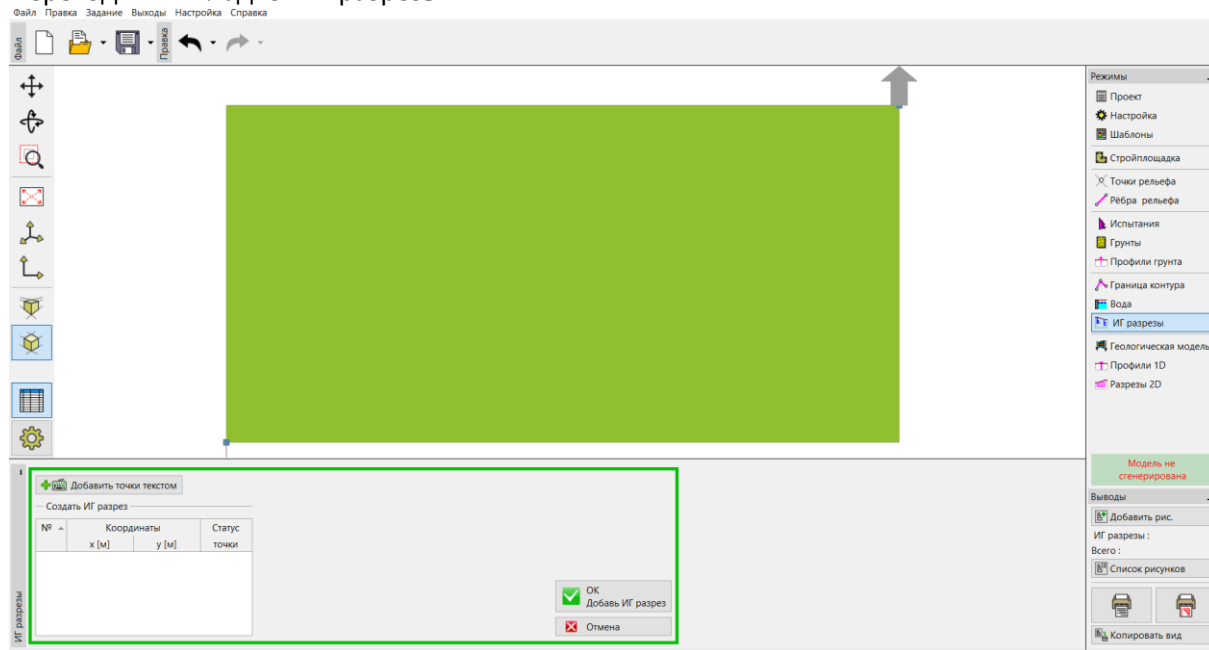 Файл Правка Задание Выходы Настройка Справка
Файл
Правка
Режимы
Проект
Настройка
Шаблоны
Стройплощадка
Точки рельефа
Рёбра рельефа
Испытания
Грунты
Профили грунта
Граница контура
Вода
ИГ разрезы
Геологическая модель
Профили 1D
Разрезы 2D
Модель не
сгенерирована
Выводы
Добавить рис.
ИГ разрезы :
Всего :
Список рисунков
Копировать вид
ИГ разрезы
Добавить точки текстом
Создать ИГ разрез
№ Координаты Статус
x [м] y [м] точки
OK
Добавь ИГ разрез
Отмена